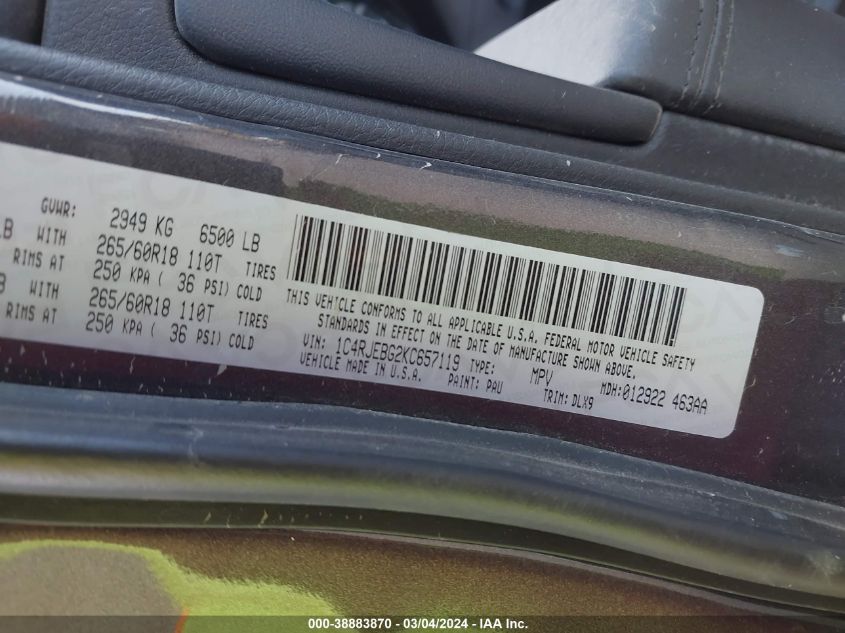 GVWR: 2949 KG 6500 LB
LB WITH 265/60R18 110T TIRES
RIMS AT 250 KPA ( 36 PSI) COLD
B WITH 265/60R18 110T TIRES
RIMS AT 250 KPA ( 36 PSI) COLD
THIS VEHICLE CONFORMS TO ALL APPLICABLE U.S.A. FEDERAL MOTOR VEHICLE SAFETY
STANDARDS IN EFFECT ON THE DATE OF MANUFACTURE SHOWN ABOVE.
VIN: 1C4RJEBG2KC657119 TYPE: MPV MDH:012922 463AA
VEHICLE MADE IN U.S.A. PAINT: PAU TRIM: DLX9
000-38883870 - 03/04/2024 - IAA Inc.